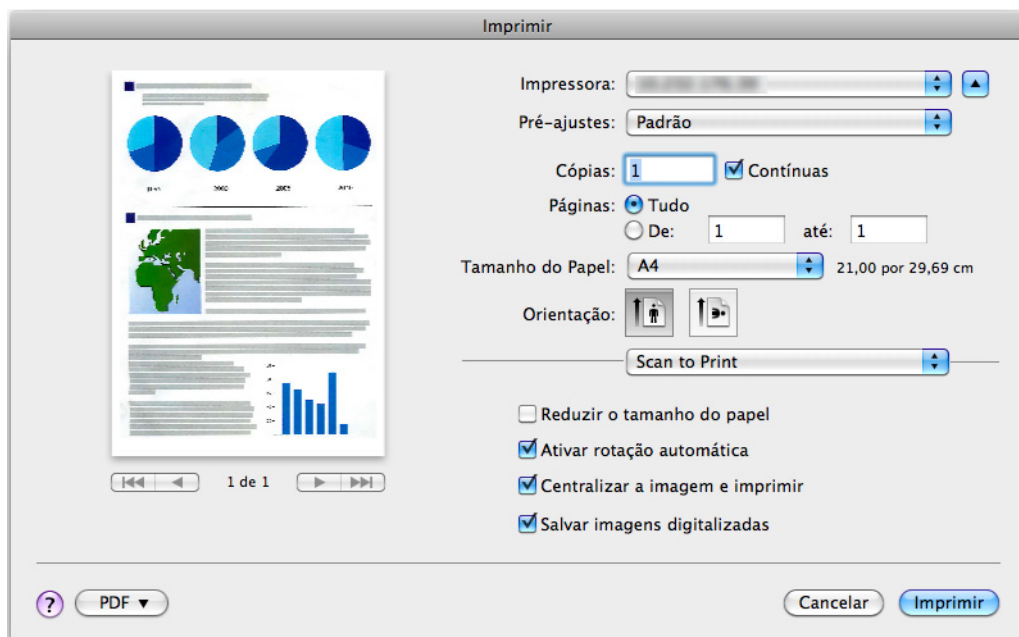 Imprimir
Impressora:
Pré-ajustes: Padrão
Cópias: 1 Contínuas
Páginas: Tudo
De: 1 até: 1
Tamanho do Papel: A4 21,00 por 29,69 cm
Orientação:
Scan to Print
Reduzir o tamanho do papel
Ativar rotação automática
Centralizar a imagem e imprimir
Salvar imagens digitalizadas
1 de 1
? PDF Cancelar Imprimir